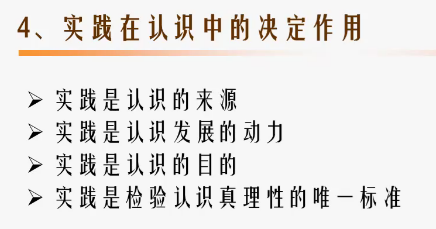 4、实践在认识中的决定作用
➢ 实践是认识的来源
➢ 实践是认识发展的动力
➢ 实践是认识的目的
➢ 实践是检验认识真理性的唯一标准